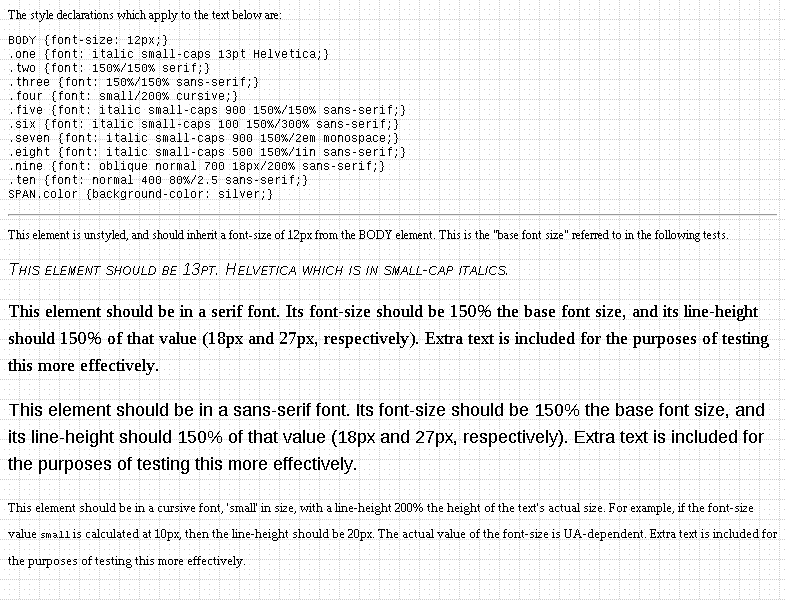 The style declarations which apply to the text below are:
BODY {font-size: 12px;}
.one {font: italic small-caps 13pt Helvetica;}
.two {font: 150%/150% serif;}
.three {font: 150%/150% sans-serif;}
.four {font: small/200% cursive;}
.five {font: italic small-caps 900 150%/150% sans-serif;}
.six {font: italic small-caps 100 150%/300% sans-serif;}
.seven {font: italic small-caps 900 150%/2em monospace;}
.eight {font: italic small-caps 500 150%/1in sans-serif;}
.nine {font: oblique normal 700 18px/200% sans-serif;}
.ten {font: normal 400 80%/2.5 sans-serif;}
SPAN.color {background-color: silver;}
This element is unstyled, and should inherit a font-size of 12px from the BODY element. This is the "base font size" referred to in the following tests.
This element should be 13pt. Helvetica which is in small-cap italics.
This element should be in a serif font. Its font-size should be 150% the base font size, and its line-height
should 150% of that value (18px and 27px, respectively). Extra text is included for the purposes of testing
this more effectively.
This element should be in a sans-serif font. Its font-size should be 150% the base font size, and
its line-height should 150% of that value (18px and 27px, respectively). Extra text is included for
the purposes of testing this more effectively.
This element should be in a cursive font, 'small' in size, with a line-height 200% the height of the text's actual size. For example, if the font-size
value small is calculated at 10px, then the line-height should be 20px. The actual value of the font-size is UA-dependent. Extra text is included for
the purposes of testing this more effectively.